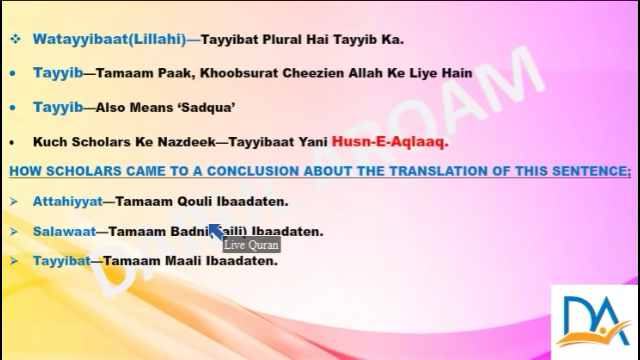 ❖ Watayyibaat(Lillahi)—Tayyibat Plural Hai Tayyib Ka.
• Tayyib—Tamaam Paak, Khoobsurat Cheezien Allah Ke Liye Hain
• Tayyib—Also Means ‘Sadqua’
• Kuch Scholars Ke Nazdeek—Tayyibaat Yani Husn-E-Aqlaaq.
HOW SCHOLARS CAME TO A CONCLUSION ABOUT THE TRANSLATION OF THIS SENTENCE;
➢ Attahiyyat—Tamaam Qouli Ibaadaten.
➢ Salawaat—Tamaam Badni Ibaadaten.
Live Quran
➢ Tayyibat—Tamaam Maali Ibaadaten.
DA